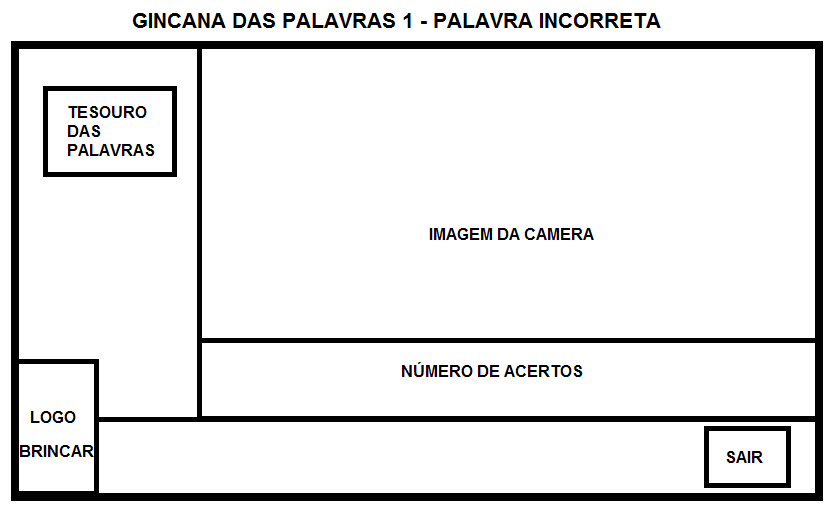 GINCANA DAS PALAVRAS 1 - PALAVRA INCORRETA
TESOURO
DAS
PALAVRAS
IMAGEM DA CAMERA
NÚMERO DE ACERTOS
LOGO
BRINCAR
SAIR